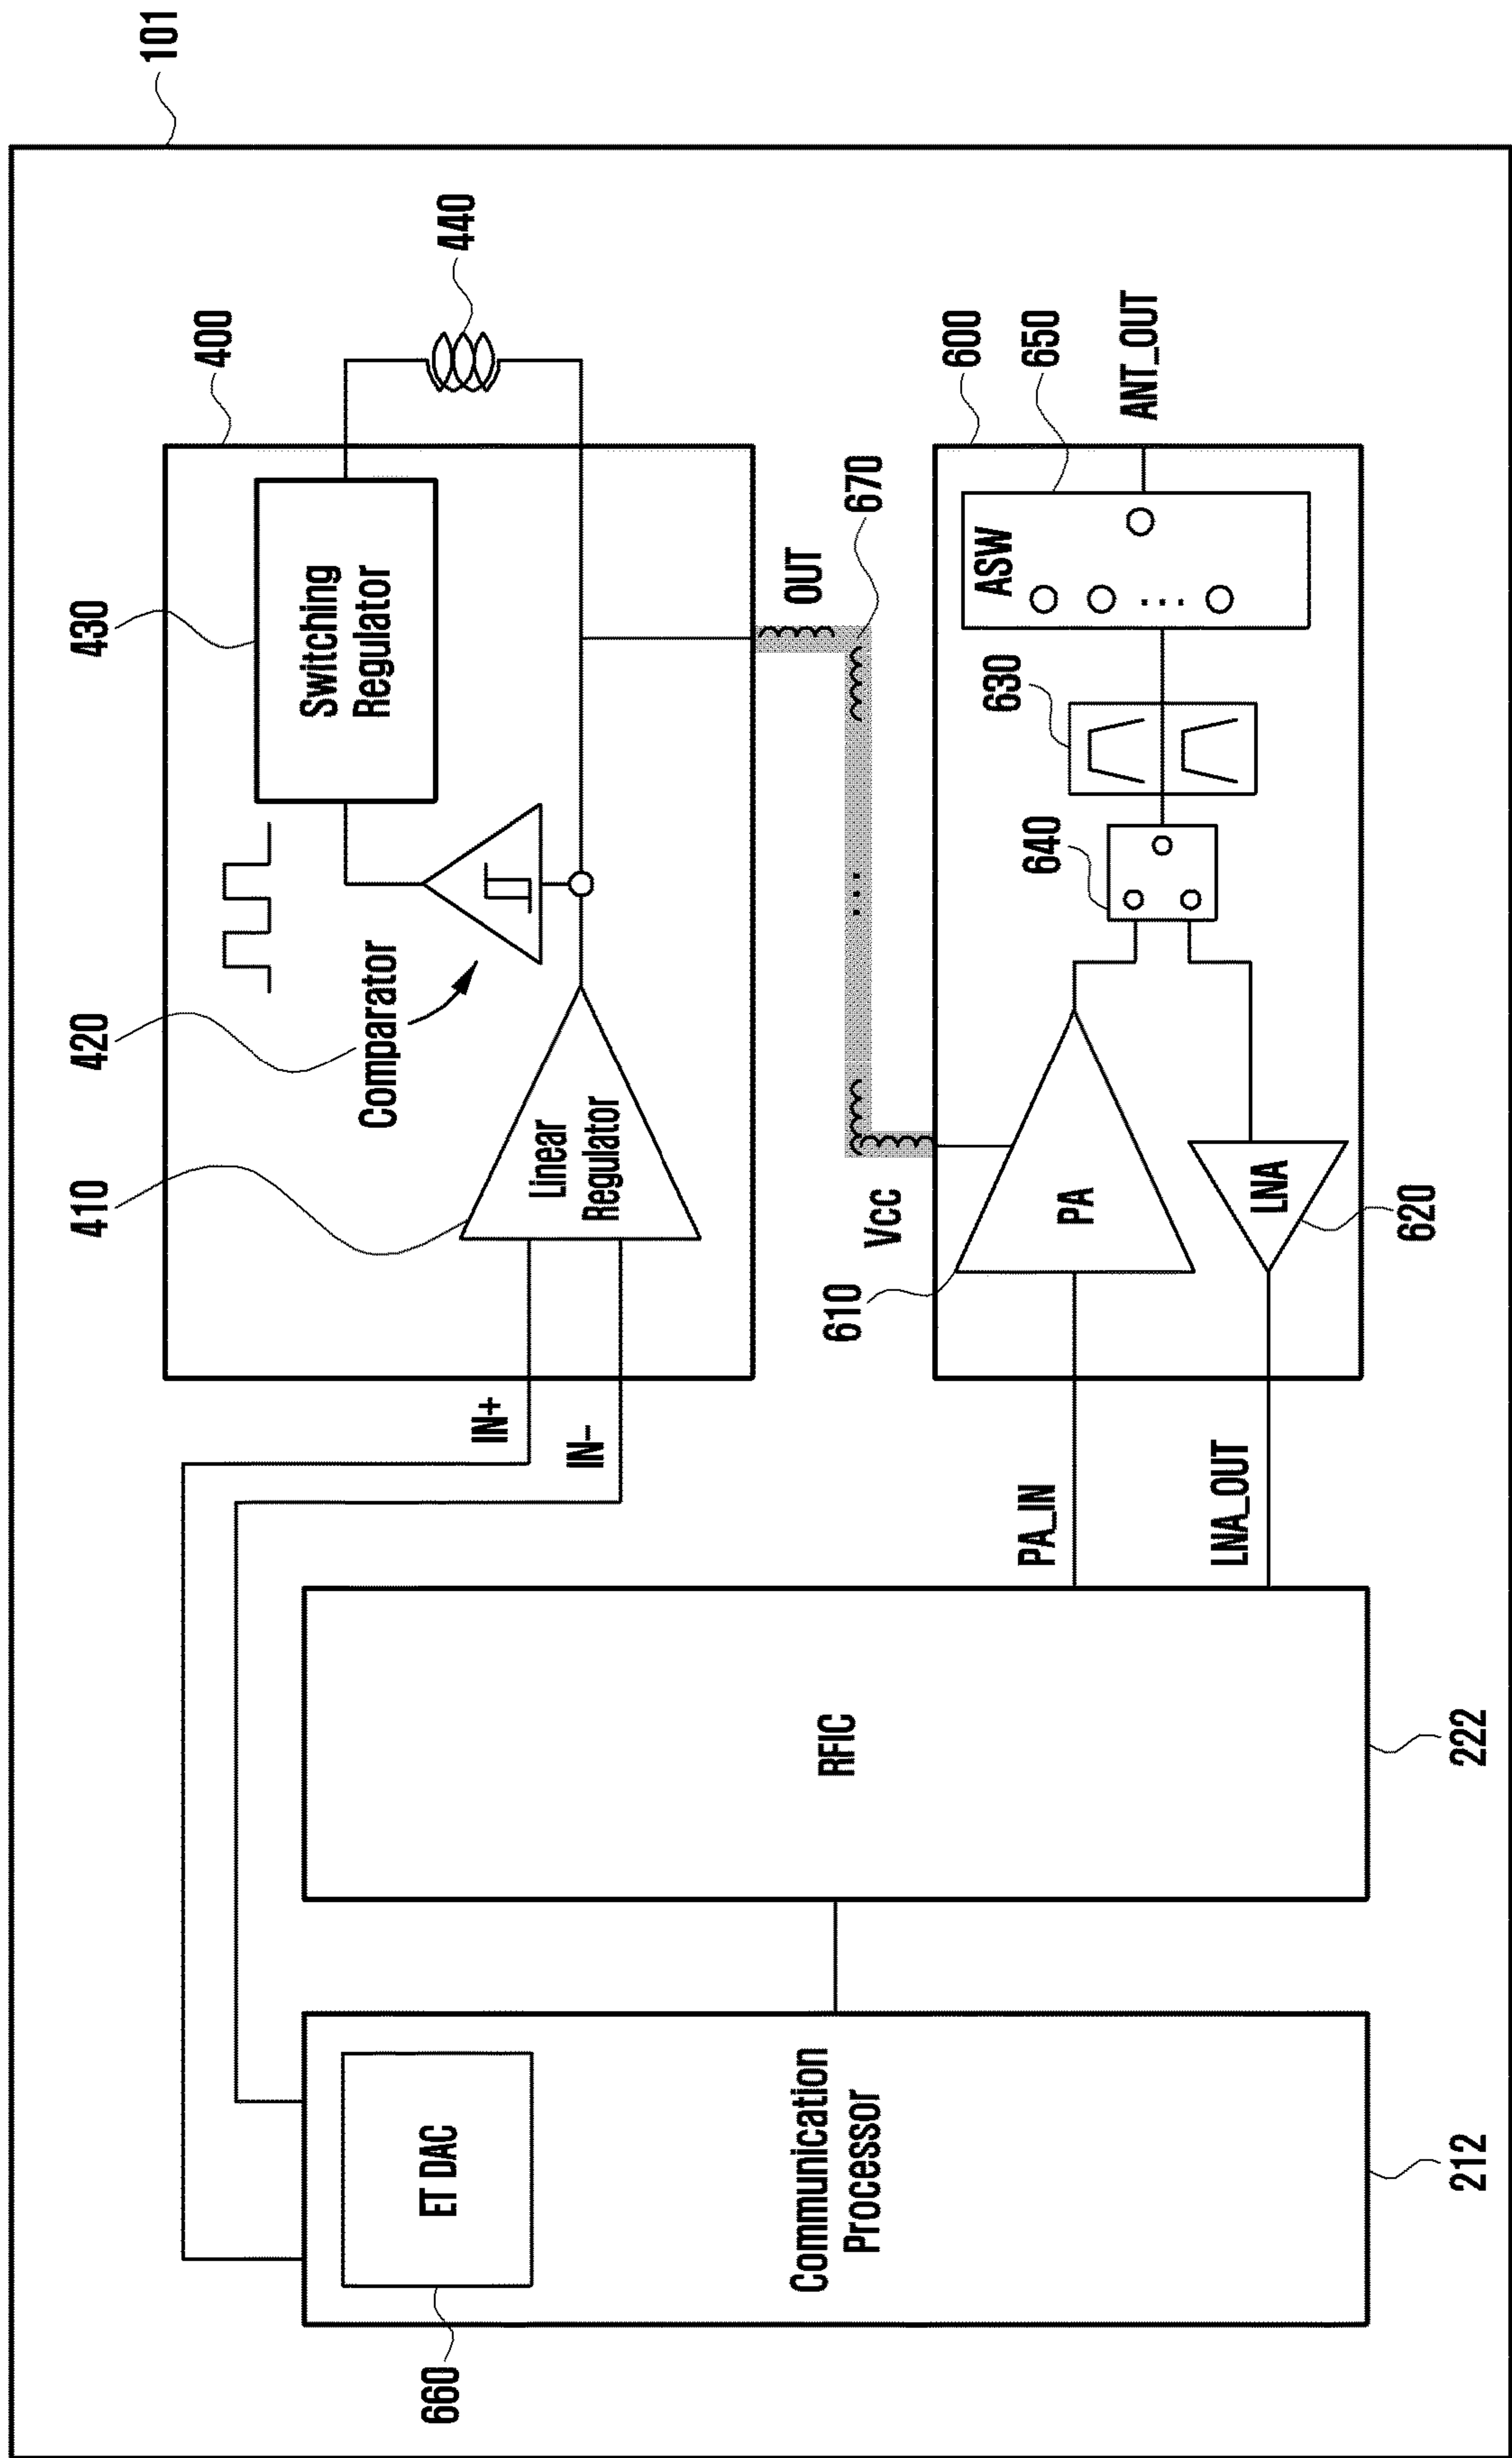 101
430
420
410
400
440
Switching
Regulator
Comparator
Linear
Regulator
IN+
IN-
OUT
670
Vcc
610
600
650
630
640
ASW
ANT_OUT
PA
LNA
620
PA_IN
LNA_OUT
RFIC
222
660
ET DAC
Communication
Processor
212
...
...